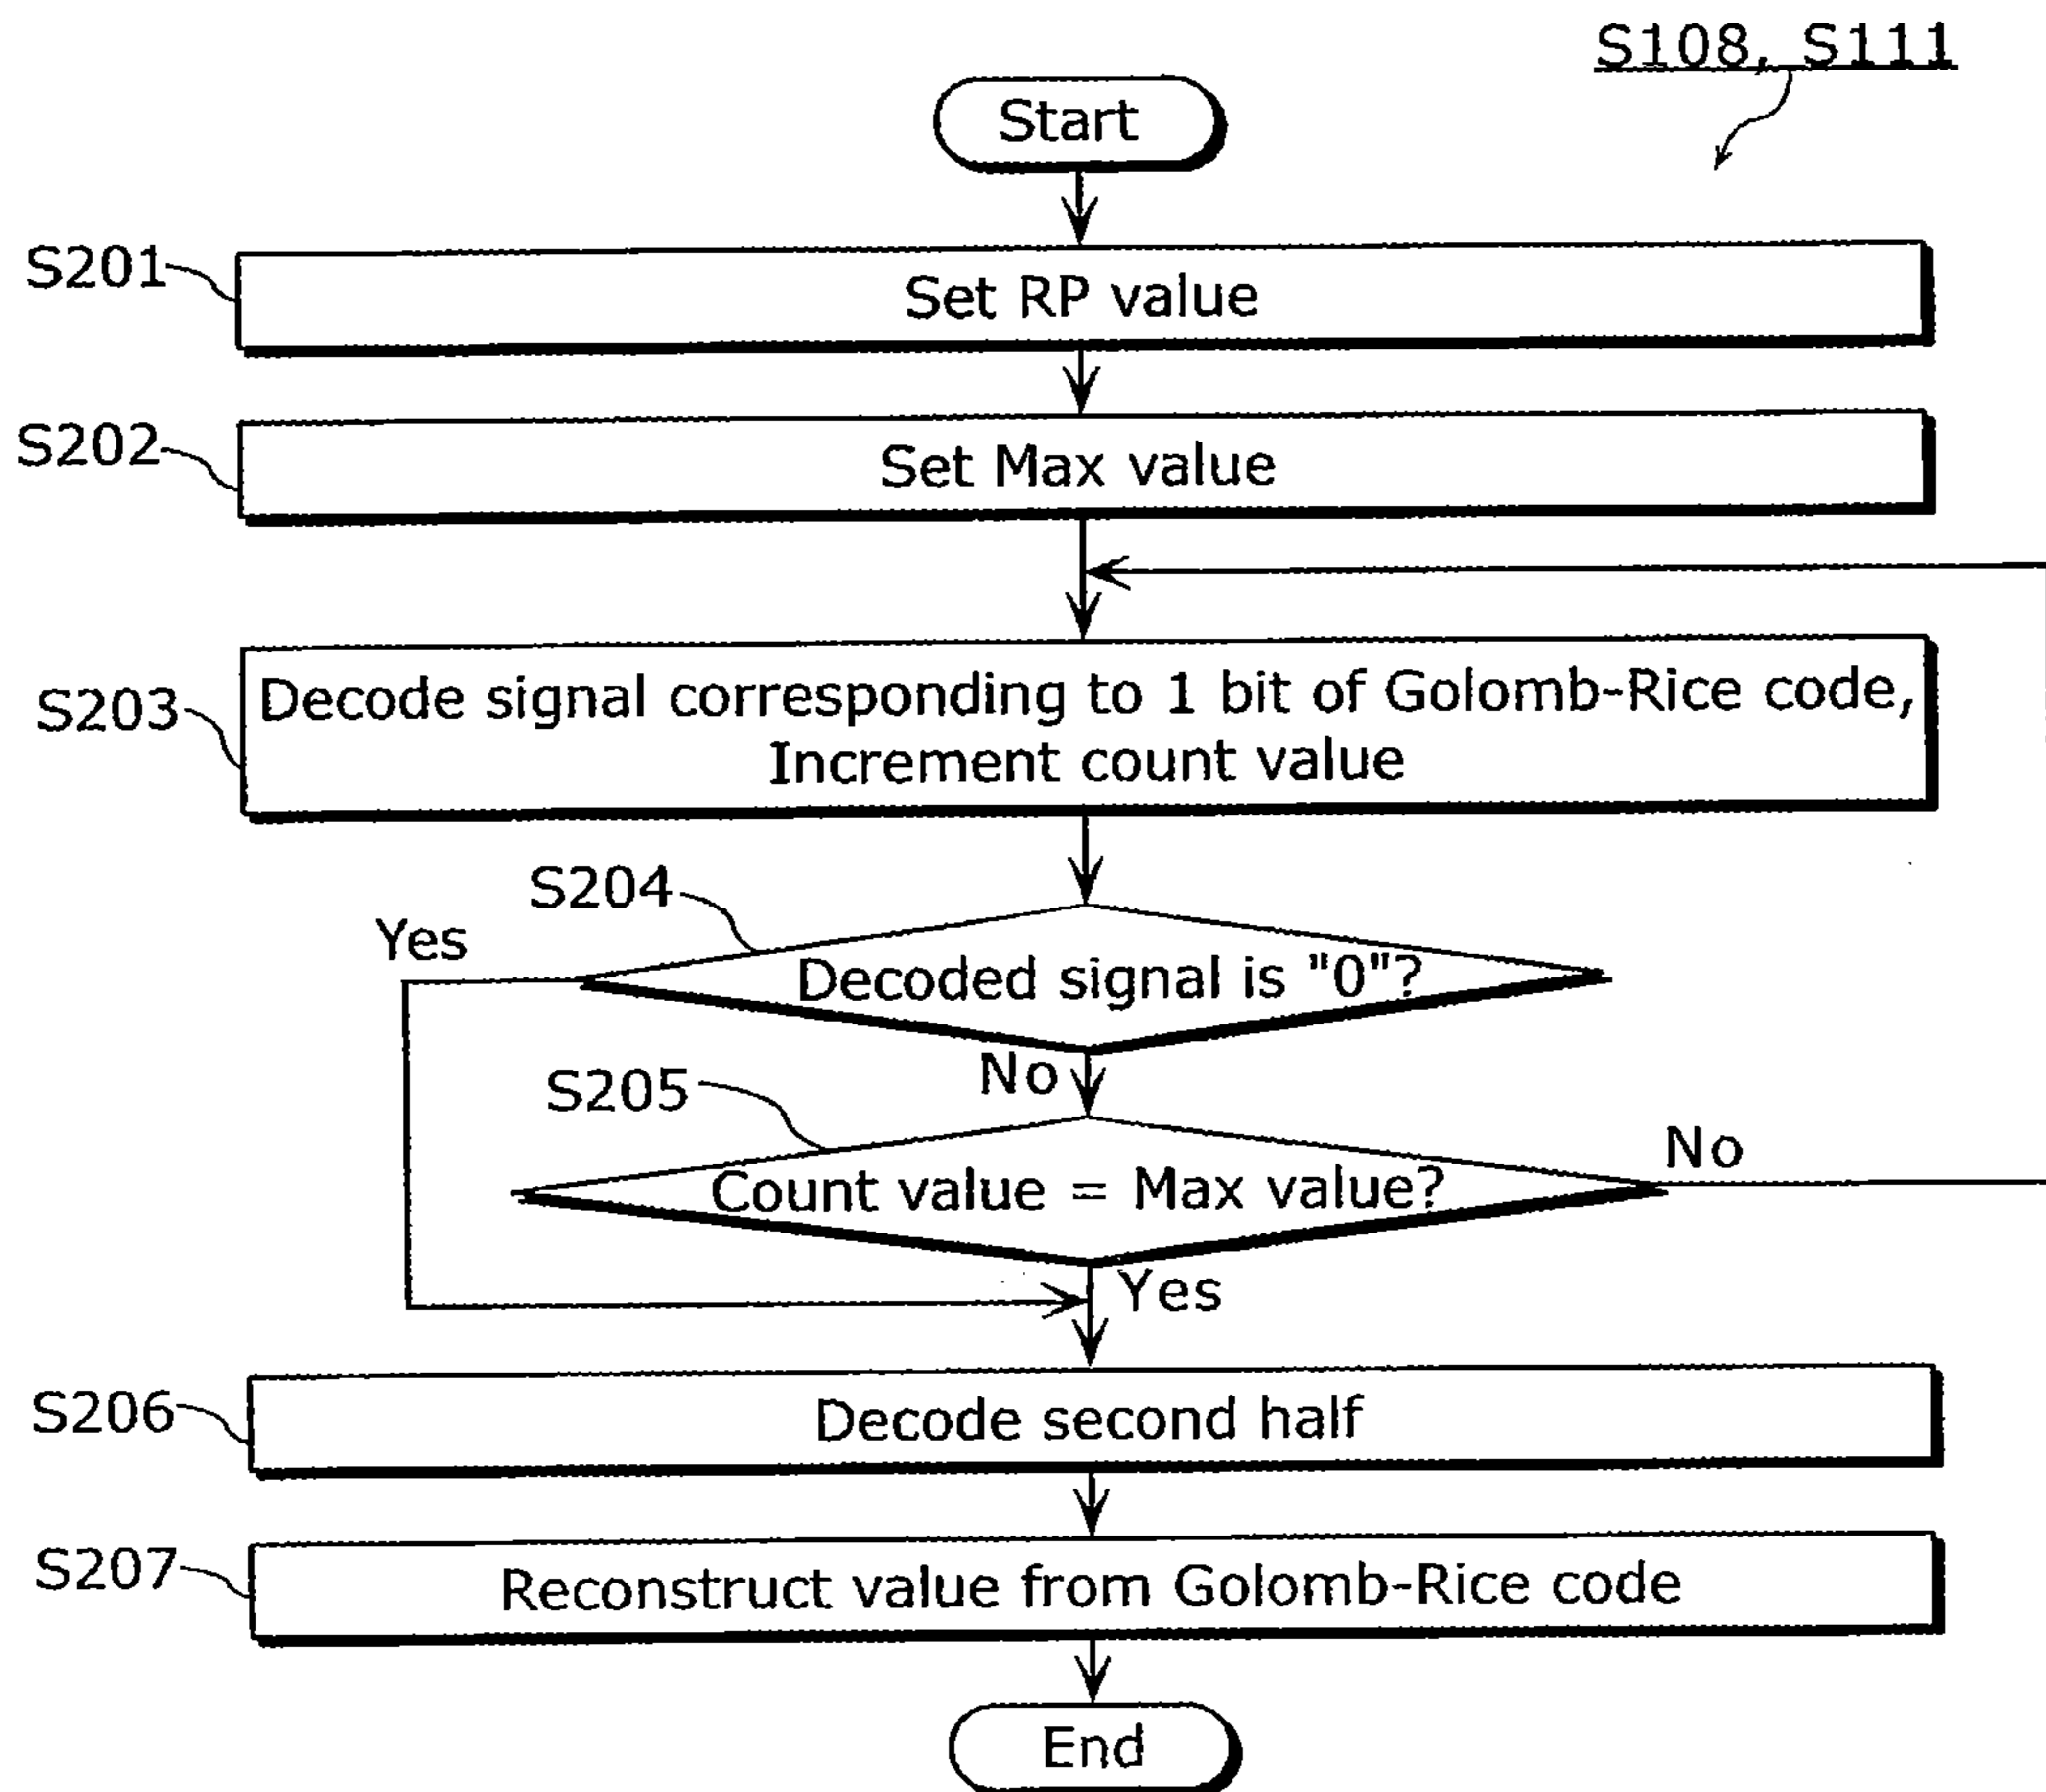 S108, S111
Start
S201
Set RP value
S202
Set Max value
S203
Decode signal corresponding to 1 bit of Golomb-Rice code,
Increment count value
S204
Yes
Decoded signal is "0"?
No
S205
No
Count value = Max value?
Yes
S206
Decode second half
S207
Reconstruct value from Golomb-Rice code
End